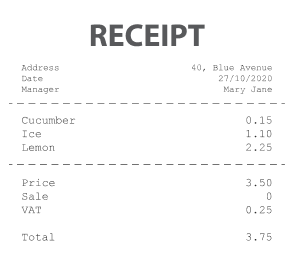 RECEIPT
Address 40, Blue Avenue
Date 27/10/2020
Manager Mary Jane
Cucumber 0.15
Ice 1.10
Lemon 2.25
Price 3.50
Sale 0
VAT 0.25
Total 3.75